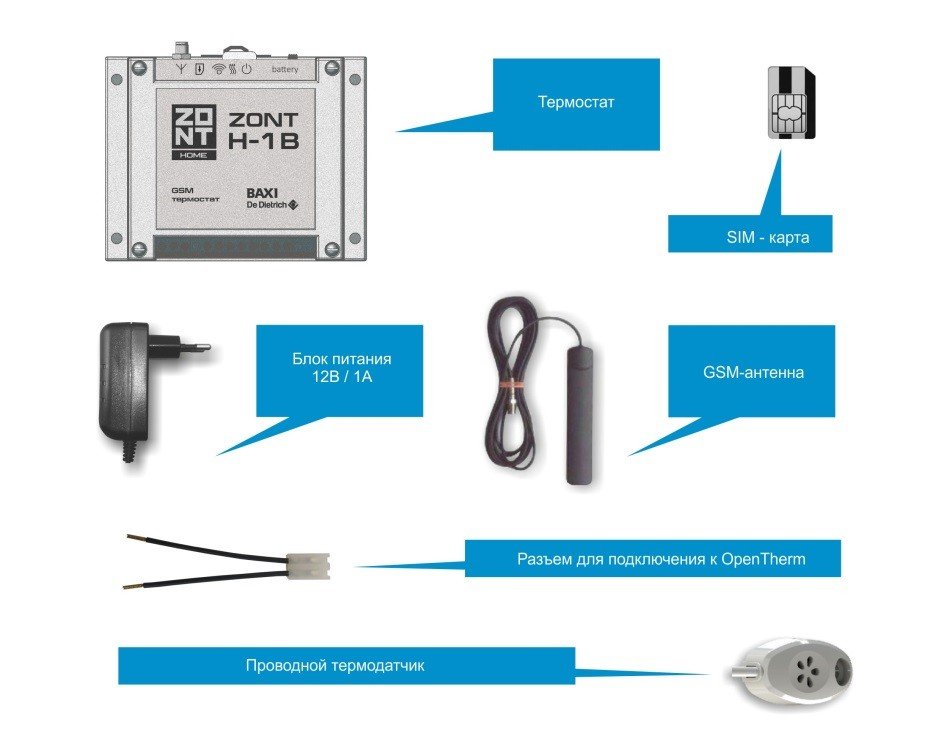 battery
ZONT
HOME
ZONT
H-1B
GSM
термостат
BAXI
De Dietrich
Термостат
SIM - карта
Блок питания
12В / 1А
GSM-антенна
Разъем для подключения к OpenTherm
Проводной термодатчик